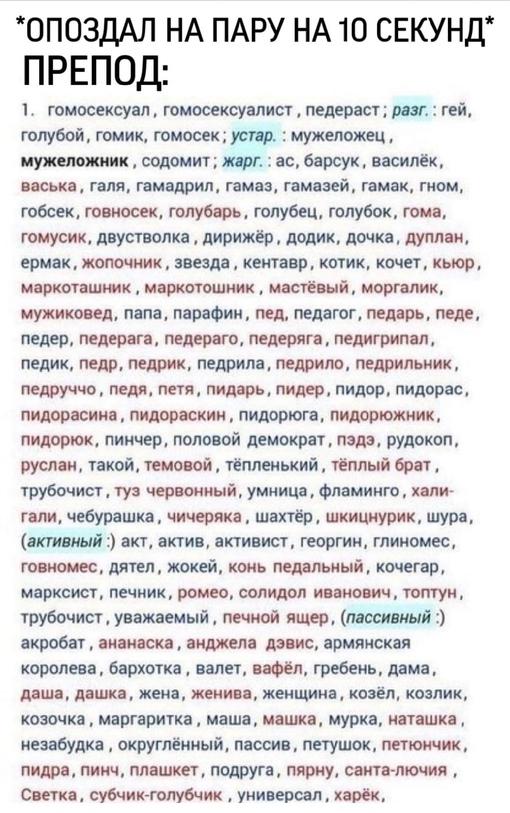 *ОПОЗДАЛ НА ПАРУ НА 10 СЕКУНД*
ПРЕПОД:
1. гомосексуал, гомосексуалист, педераст; разг.: гей,
голубой, гомик, гомосек; устар.: мужеложец,
мужеложник, содомит; жарг.: ас, барсук, василёк,
васька, галя, гамадрил, гамаз, гамазей, гамак, гном,
гобсек, говносек, голубарь, голубец, голубок, гома,
гомусик, двустволка, дирижёр, додик, дочка, дуплан,
ермак, жопочник, звезда, кентавр, котик, кочет, кьюр,
маркоташник, маркотошник, мастёвый, моргалик,
мужиковед, папа, парафин, пед, педагог, педарь, педе,
педер, педерага, педераго, педеряга, педигрипал,
педик, педр, педрик, педрила, педрило, педрильник,
педруччо, педя, петя, пидарь, пидер, пидор, пидорас,
пидорасина, пидораскин, пидорюга, пидорюжник,
пидорюк, пинчер, половой демократ, пэдэ, рудокоп,
руслан, такой, темовой, тёпленький, тёплый брат,
трубочист, туз червонный, умница, фламинго, хали-
гали, чебурашка, чичеряка, шахтёр, шкицнурик, шура,
(активный:) акт, актив, активист, георгин, глиномес,
говномес, дятел, жокей, конь педальный, кочегар,
марксист, печник, ромео, солидол иванович, топтун,
трубочист, уважаемый, печной ящер, (пассивный:)
акробат, ананаска, анджела дэвис, армянская
королева, бархотка, валет, вафёл, гребень, дама,
даша, дашка, жена, женива, женщина, козёл, козлик,
козочка, маргаритка, маша, машка, мурка, наташка,
незабудка, округлённый, пассив, петушок, петюнчик,
пидра, пинч, плашкет, подруга, пярну, санта-лючия,
Светка, субчик-голубчик, универсал, харёк,